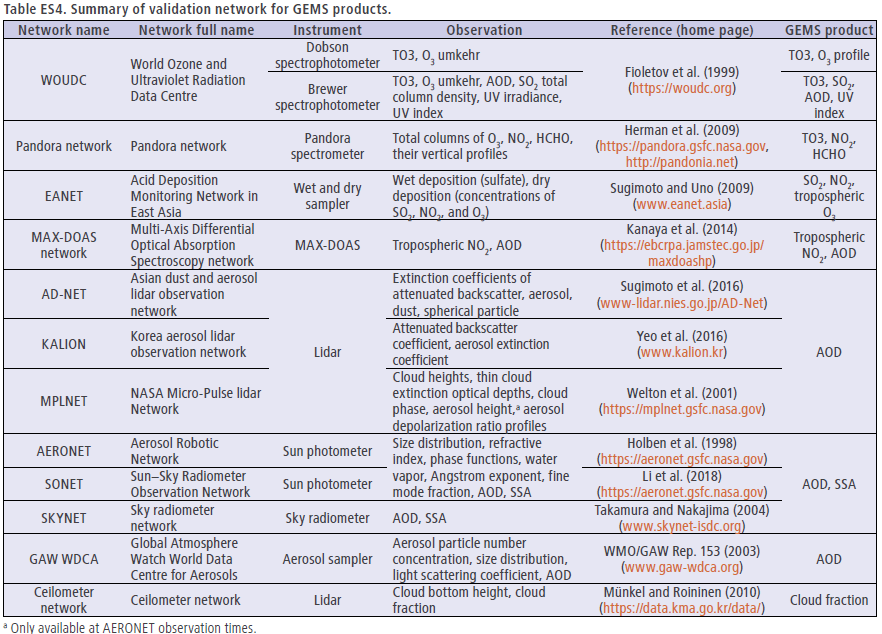 Table ES4. Summary of validation network for GEMS products.
Network name Network full name Instrument Observation Reference (home page) GEMS product
WOUDC
World Ozone and
Ultraviolet Radiation
Data Centre
Dobson
spectrophotometer
TO3, O3 umkehr
Brewer
spectrophotometer
TO3, O3 umkehr, AOD, SO2 total
column density, UV irradiance,
UV index
Fioletov et al. (1999)
(https://woudc.org)
TO3, O3 profile
TO3, SO2,
AOD, UV
index
Pandora network
Pandora network
Pandora
spectrometer
Total columns of O3, NO2, HCHO,
their vertical profiles
Herman et al. (2009)
(https://pandora.gsfc.nasa.gov,
http://pandonia.net)
TO3, NO2,
HCHO
EANET
Acid Deposition
Monitoring Network in
East Asia
Wet and dry
sampler
Wet deposition (sulfate), dry
deposition (concentrations of
SO2, NO2, and O3)
Sugimoto and Uno (2009)
(www.eanet.asia)
SO2, NO2,
tropospheric
O3
MAX-DOAS
network
Multi-Axis Differential
Optical Absorption
Spectroscopy network
MAX-DOAS
Tropospheric NO2, AOD
Kanaya et al. (2014)
(https://ebcrpa.jamstec.go.jp/
maxdoashp)
Tropospheric
NO2, AOD
AD-NET
Asian dust and aerosol
lidar observation
network
Lidar
Extinction coefficients of
attenuated backscatter, aerosol,
dust, spherical particle
Sugimoto et al. (2016)
(www-lidar.nies.go.jp/AD-Net)
AOD
KALION
Korea aerosol lidar
observation network
Attenuated backscatter
coefficient, aerosol extinction
coefficient
Yeo et al. (2016)
(www.kalion.kr)
MPLNET
NASA Micro-Pulse lidar
Network
Cloud heights, thin cloud
extinction optical depths, cloud
phase, aerosol height,a aerosol
depolarization ratio profiles
Welton et al. (2001)
(https://mplnet.gsfc.nasa.gov)
AERONET
Aerosol Robotic
Network
Sun photometer
Size distribution, refractive
index, phase functions, water
vapor, Angstrom exponent, fine
mode fraction, AOD, SSA
Holben et al. (1998)
(https://aeronet.gsfc.nasa.gov)
AOD, SSA
SONET
Sun–Sky Radiometer
Observation Network
Sun photometer
Li et al. (2018)
(https://aeronet.gsfc.nasa.gov)
SKYNET
Sky radiometer
network
Sky radiometer
AOD, SSA
Takamura and Nakajima (2004)
(www.skynet-isdc.org)
GAW WDCA
Global Atmosphere
Watch World Data
Centre for Aerosols
Aerosol sampler
Aerosol particle number
concentration, size distribution,
light scattering coefficient, AOD
WMO/GAW Rep. 153 (2003)
(www.gaw-wdca.org)
AOD
Ceilometer
network
Ceilometer network
Lidar
Cloud bottom height, cloud
fraction
Münkel and Roininen (2010)
(https://data.kma.go.kr/data/)
Cloud fraction
a Only available at AERONET observation times.